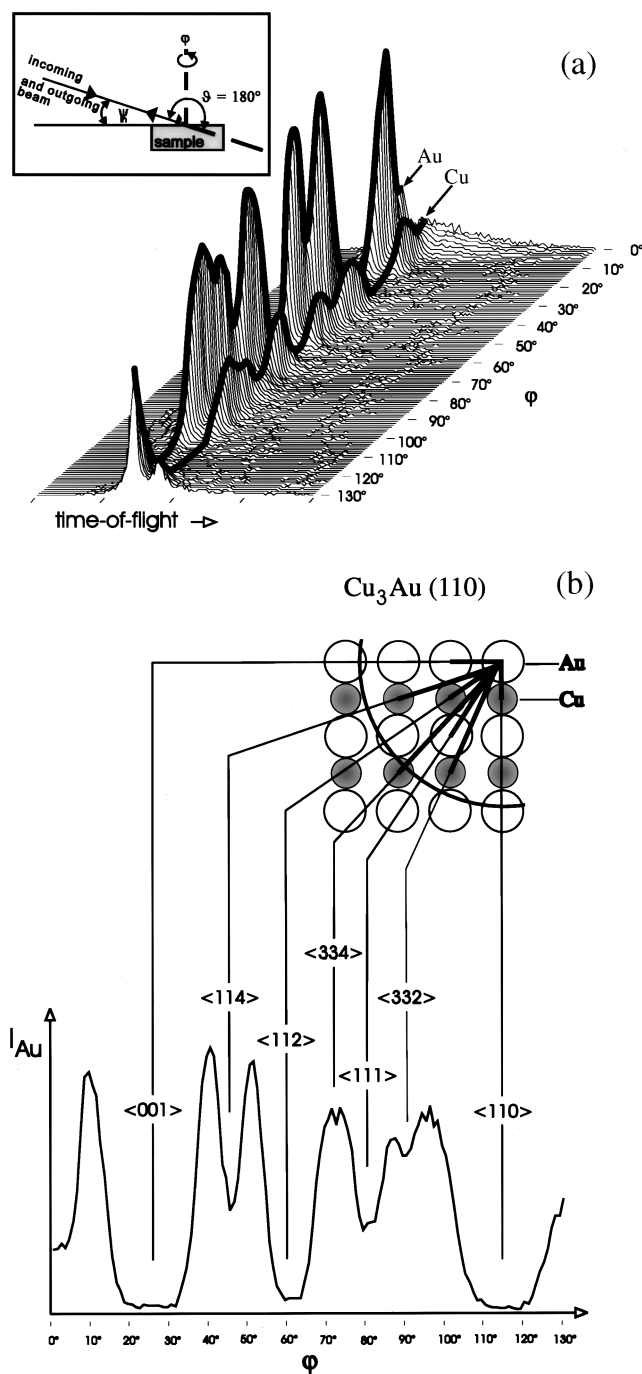 φ
incoming
and outgoing
beam
Ψ
ϑ = 180°
sample
(a)
Au
Cu
0°
10°
20°
30°
40°
50°
60°
70°
80°
90°
100°
110°
120°
130°
φ
time-of-flight
(b)
Cu3Au (110)
Au
Cu
<334>
<114>
<332>
<112>
<111>
<001>
<110>
IAu
0° 10° 20° 30° 40° 50° 60° 70° 80° 90° 100° 110° 120° 130°
φ